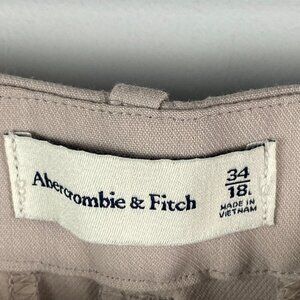 Abercrombie & Fitch
34
18L
MADE IN
VIETNAM